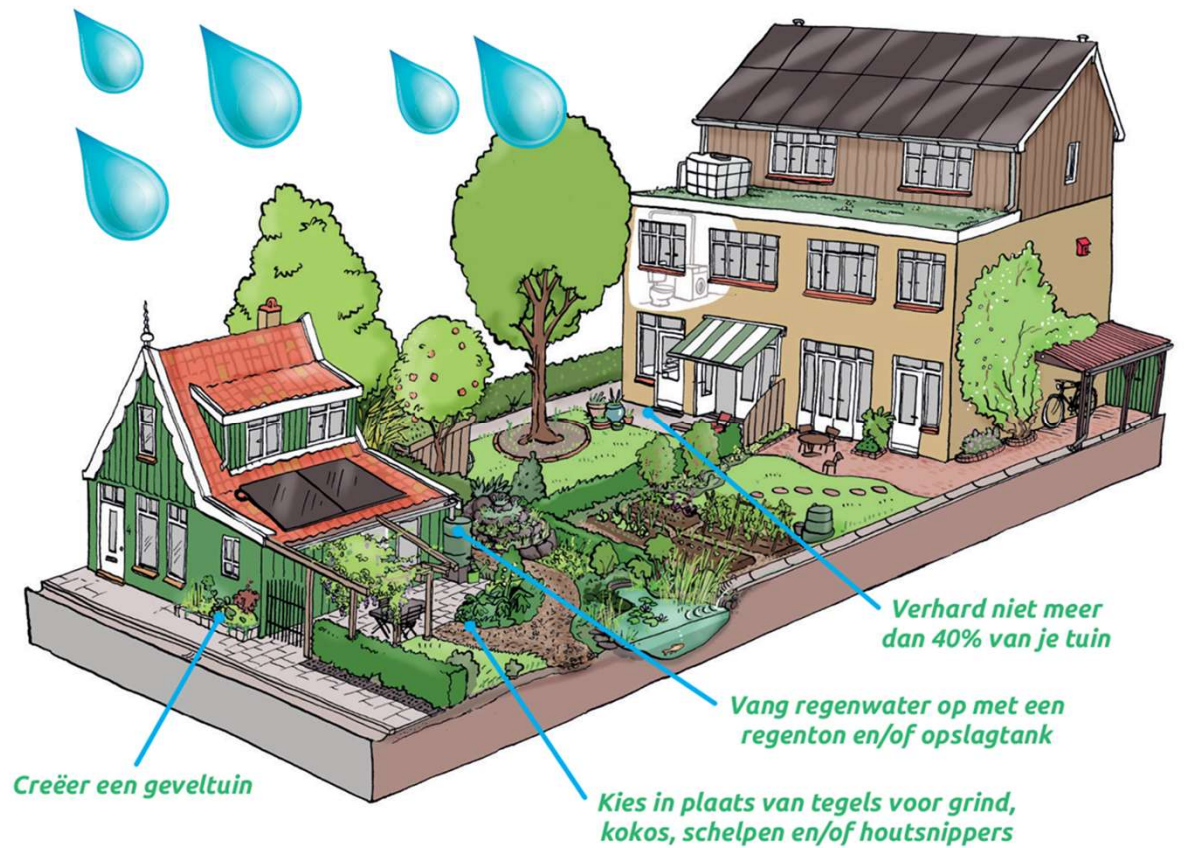 Verhard niet meer
dan 40% van je tuin
Vang regenwater op met een
regenton en/of opslagtank
Creëer een geveltuin
Kies in plaats van tegels voor grind,
kokos, schelpen en/of houtsnippers